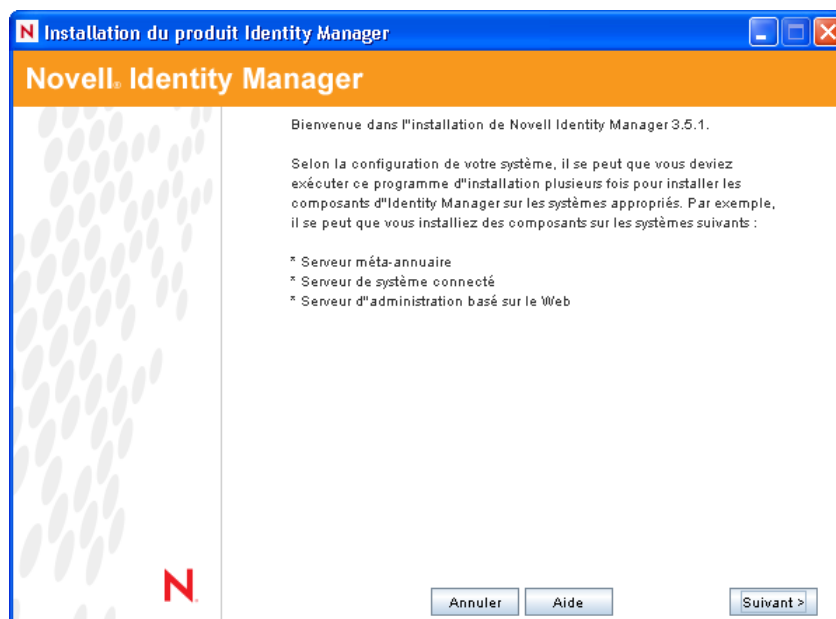 N Installation du produit Identity Manager
Novell® Identity Manager
Bienvenue dans l''installation de Novell Identity Manager 3.5.1.
Selon la configuration de votre système, il se peut que vous deviez
exécuter ce programme d''installation plusieurs fois pour installer les
composants d''Identity Manager sur les systèmes appropriés. Par exemple,
il se peut que vous installiez des composants sur les systèmes suivants :
* Serveur méta-annuaire
* Serveur de système connecté
* Serveur d''administration basé sur le Web
N
Annuler Aide Suivant >